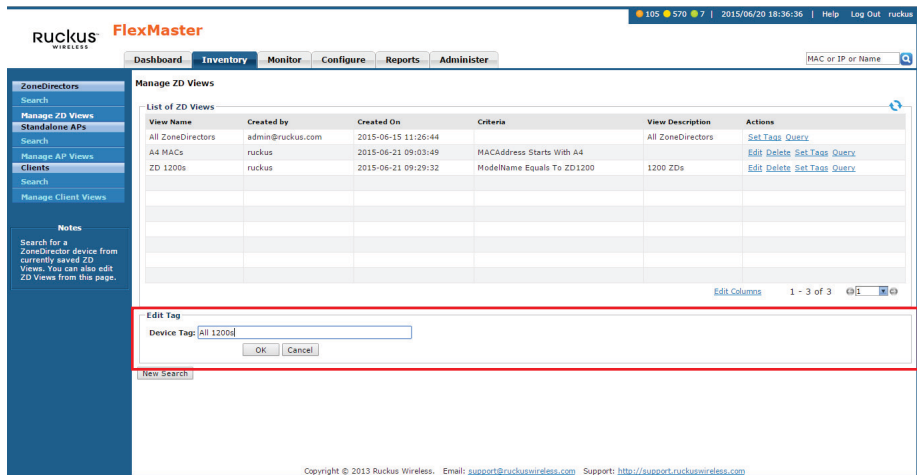 105 570 7 | 2015/06/20 18:36:36 | Help Log Out ruckus
RUCKUS WIRELESS FlexMaster
Dashboard Inventory Monitor Configure Reports Administer MAC or IP or Name
ZoneDirectors
Search
Manage ZD Views
Standalone APs
Search
Manage AP Views
Clients
Search
Manage Client Views
Notes
Search for a
ZoneDirector device from
currently saved ZD
Views. You can also edit
ZD Views from this page.
Manage ZD Views
List of ZD Views
View Name Created by Created On Criteria View Description Actions
All ZoneDirectors admin@ruckus.com 2015-06-15 11:26:44 All ZoneDirectors Set Tags Query
A4 MACs ruckus 2015-06-21 09:03:49 MACAddress Starts With A4 Edit Delete Set Tags Query
ZD 1200s ruckus 2015-06-21 09:29:32 ModelName Equals To ZD1200 1200 ZDs Edit Delete Set Tags Query
Edit Columns 1 - 3 of 3 1
Edit Tag
Device Tag: All 1200s
OK Cancel
New Search
Copyright © 2013 Ruckus Wireless. Email: support@ruckuswireless.com Support: http://support.ruckuswireless.com